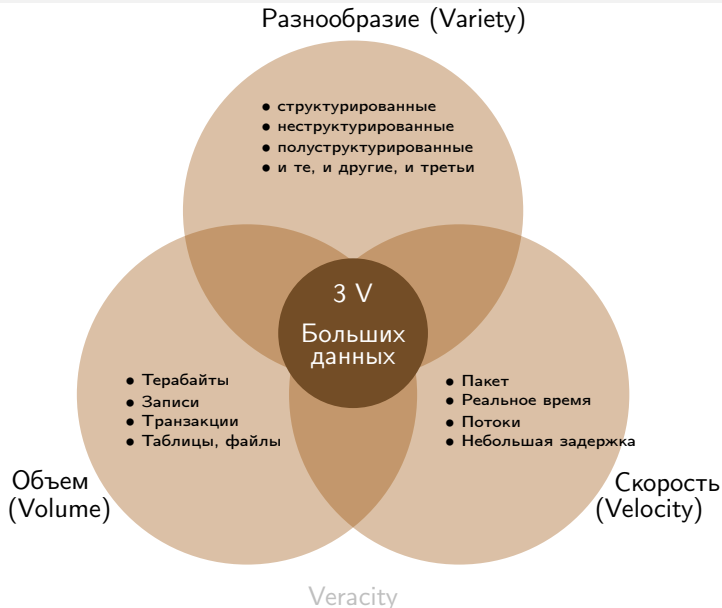 Разнообразие (Variety)
• структурированные
• неструктурированные
• полуструктурированные
• и те, и другие, и третьи
3 V
Больших
данных
• Терабайты
• Записи
• Транзакции
• Таблицы, файлы
• Пакет
• Реальное время
• Потоки
• Небольшая задержка
Объем
(Volume)
Скорость
(Velocity)
Veracity